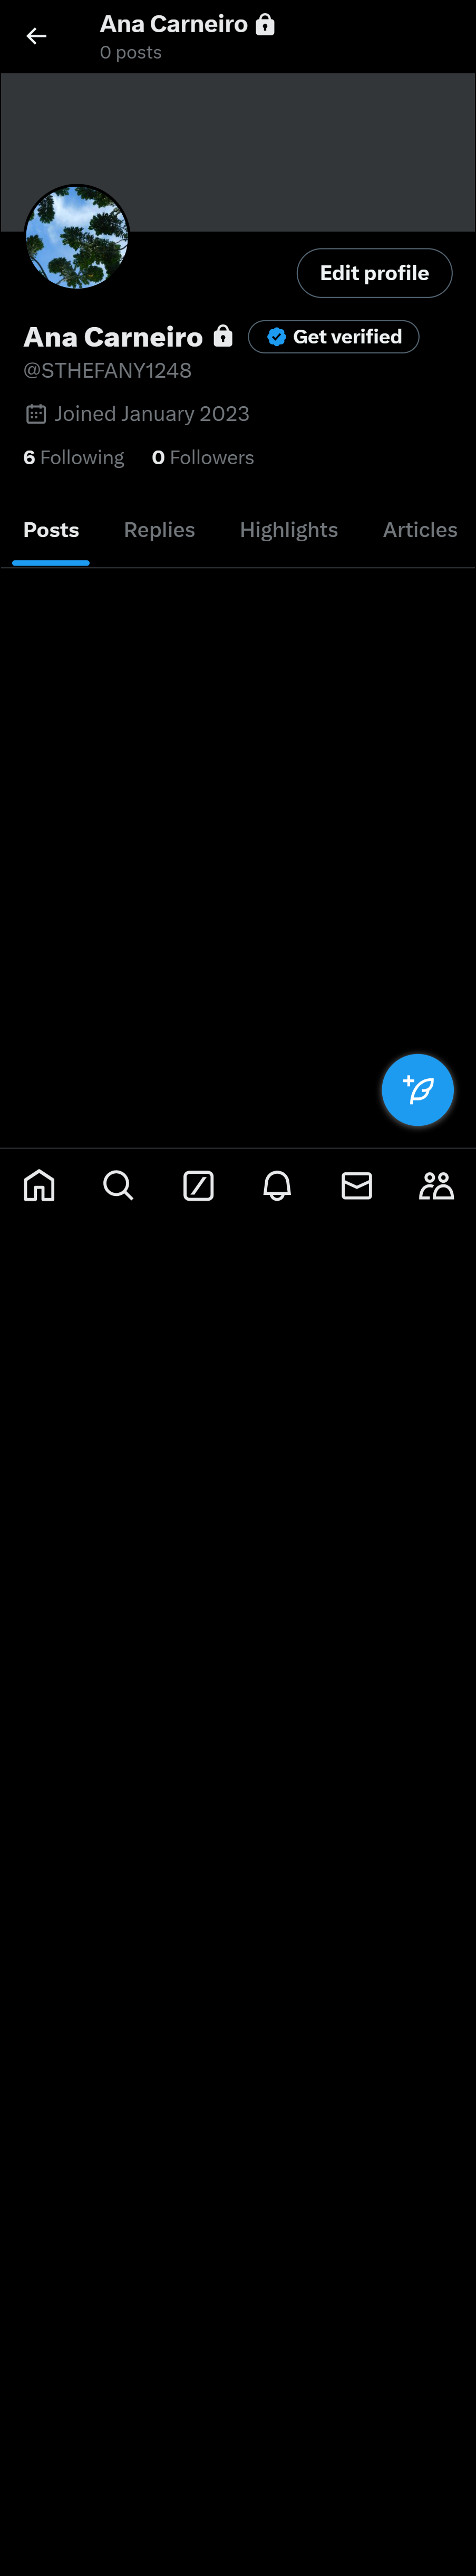 Ana Carneiro
0 posts
Edit profile
Ana Carneiro Get verified
@STHEFANY1248
Joined January 2023
6 Following 0 Followers
Posts Replies Highlights Articles